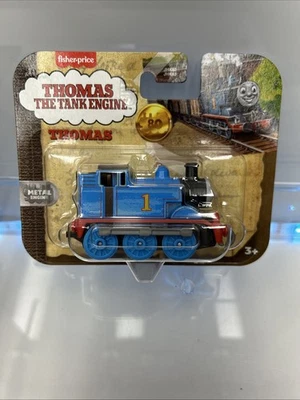 fisher-price
THOMAS
THE TANK ENGINE
80
THOMAS
METAL
ENGINE
1
3+